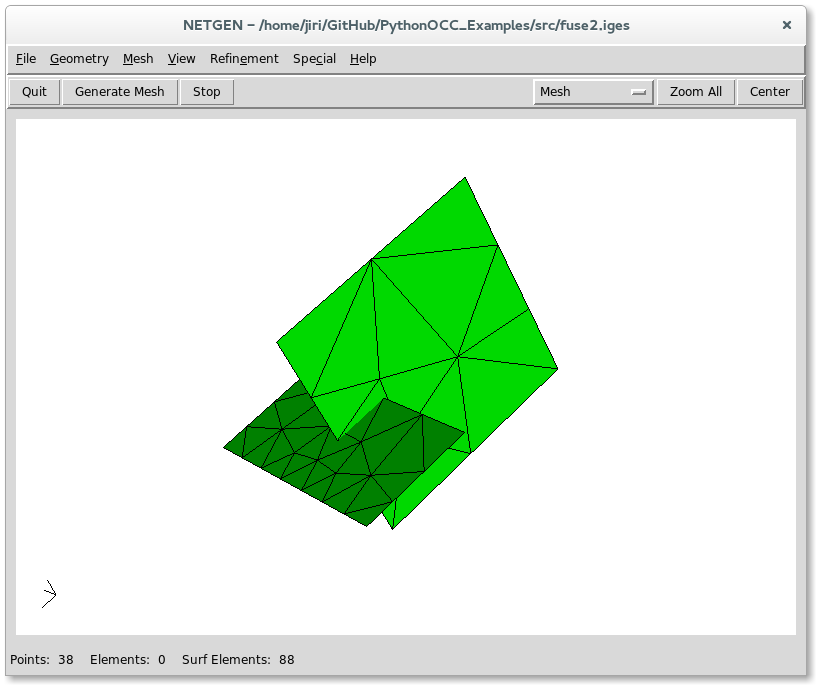 NETGEN – /home/jiri/GitHub/PythonOCC_Examples/src/fuse2.iges ×
File Geometry Mesh View Refinement Special Help
Quit Generate Mesh Stop Mesh Zoom All Center
Points: 38 Elements: 0 Surf Elements: 88